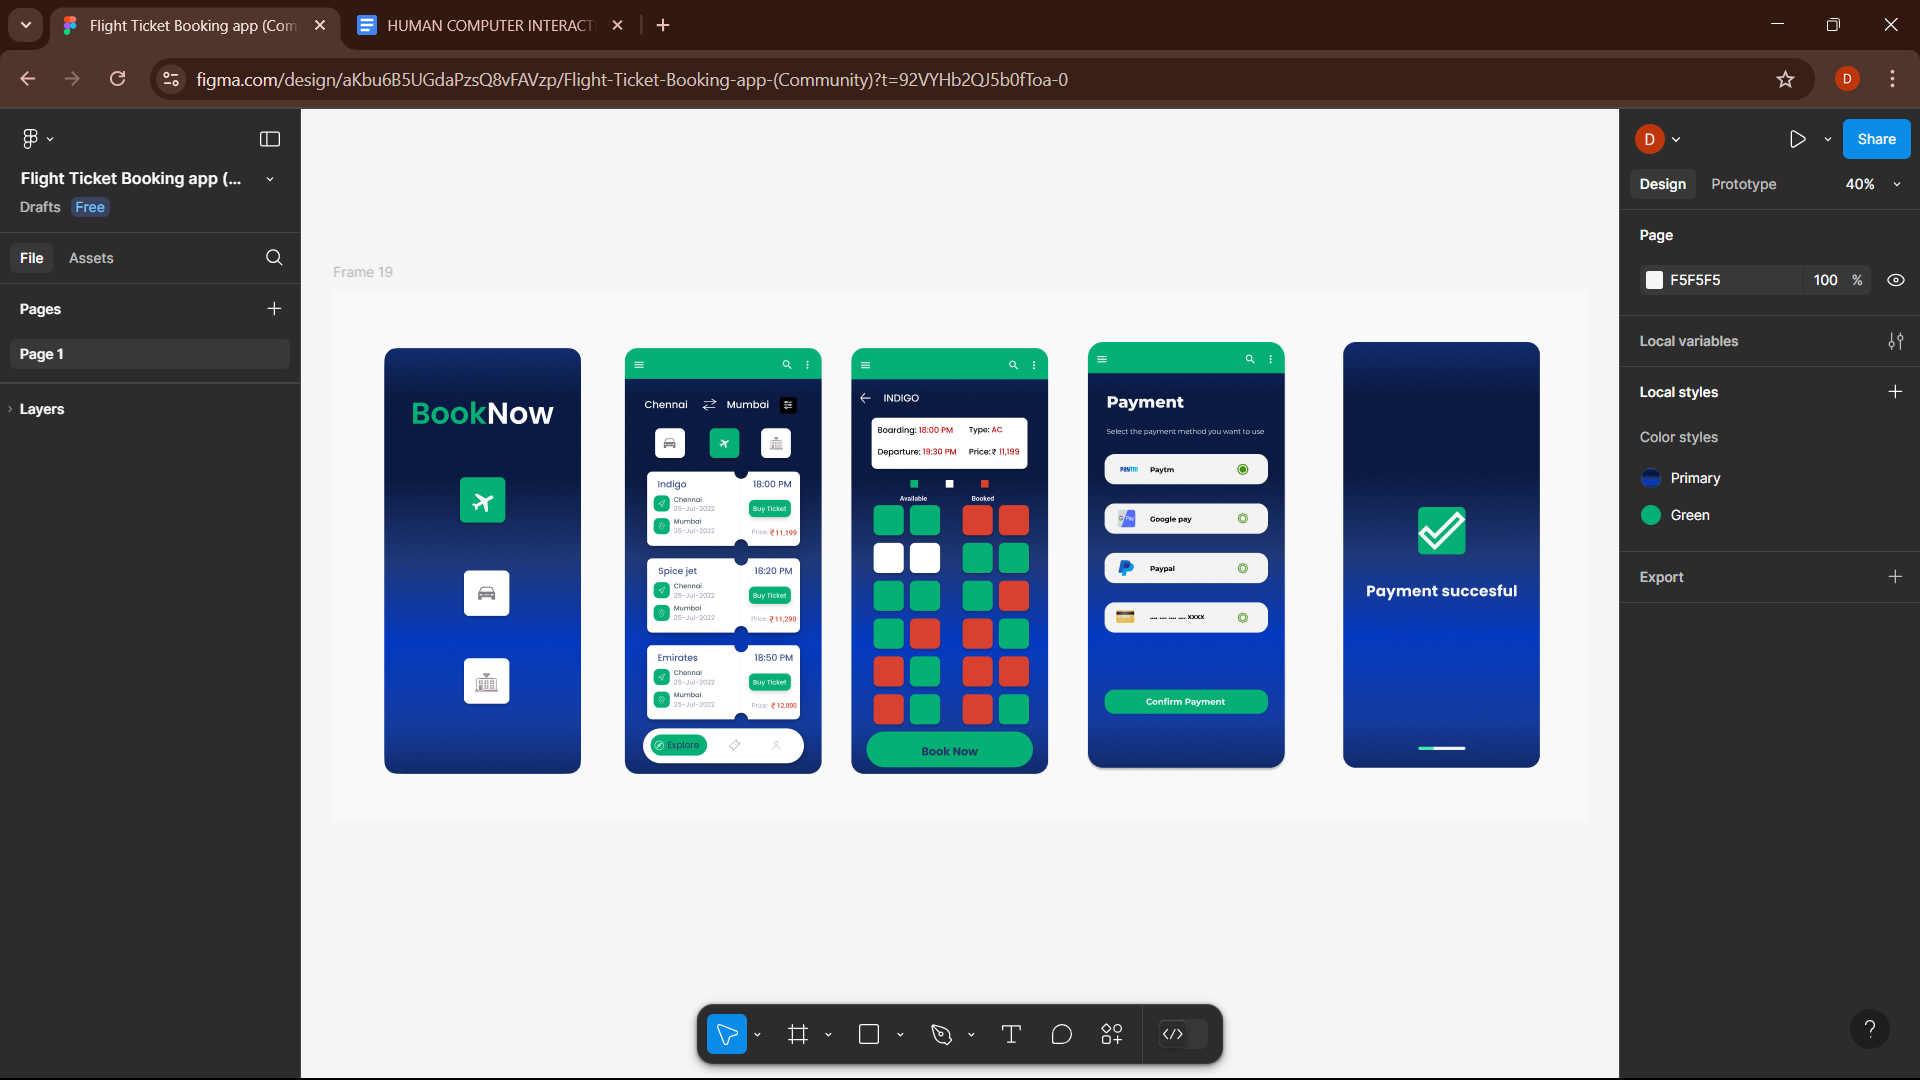 Flight Ticket Booking app (Com
HUMAN COMPUTER INTERACT
figma.com/design/aKbu6B5UGdaPzsQ8vFAVzp/Flight-Ticket-Booking-app-(Community)?t=92VYHb2QJ5b0fToa-0
D
Flight Ticket Booking app (...
Drafts Free
File Assets
Pages
Page 1
Layers
Frame 19
BookNow
Chennai Mumbai
Indigo 18:00 PM
Chennai
25-Jul-2022
Buy Ticket
Mumbai
25-Jul-2022
Price: ₹ 11,199
Spice jet 18:20 PM
Chennai
25-Jul-2022
Buy Ticket
Mumbai
25-Jul-2022
Price: ₹ 11,290
Emirates 18:50 PM
Chennai
25-Jul-2022
Buy Ticket
Mumbai
25-Jul-2022
Price: ₹ 12,000
Explore
INDIGO
Boarding: 18:00 PM Type: AC
Departure: 19:30 PM Price: ₹ 11,199
Available Booked
Book Now
Payment
Select the payment method you want to use
Paytm Paytm
G Pay Google pay
Paypal
.... .... .... .... xxxx
Confirm Payment
Payment succesful
D
Share
Design Prototype 40%
Page
F5F5F5 100 %
Local variables
Local styles
Color styles
Primary
Green
Export
?